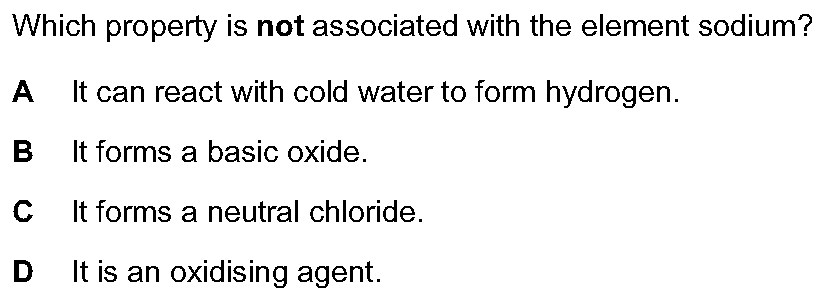 Which property is not associated with the element sodium?
A It can react with cold water to form hydrogen.
B It forms a basic oxide.
C It forms a neutral chloride.
D It is an oxidising agent.